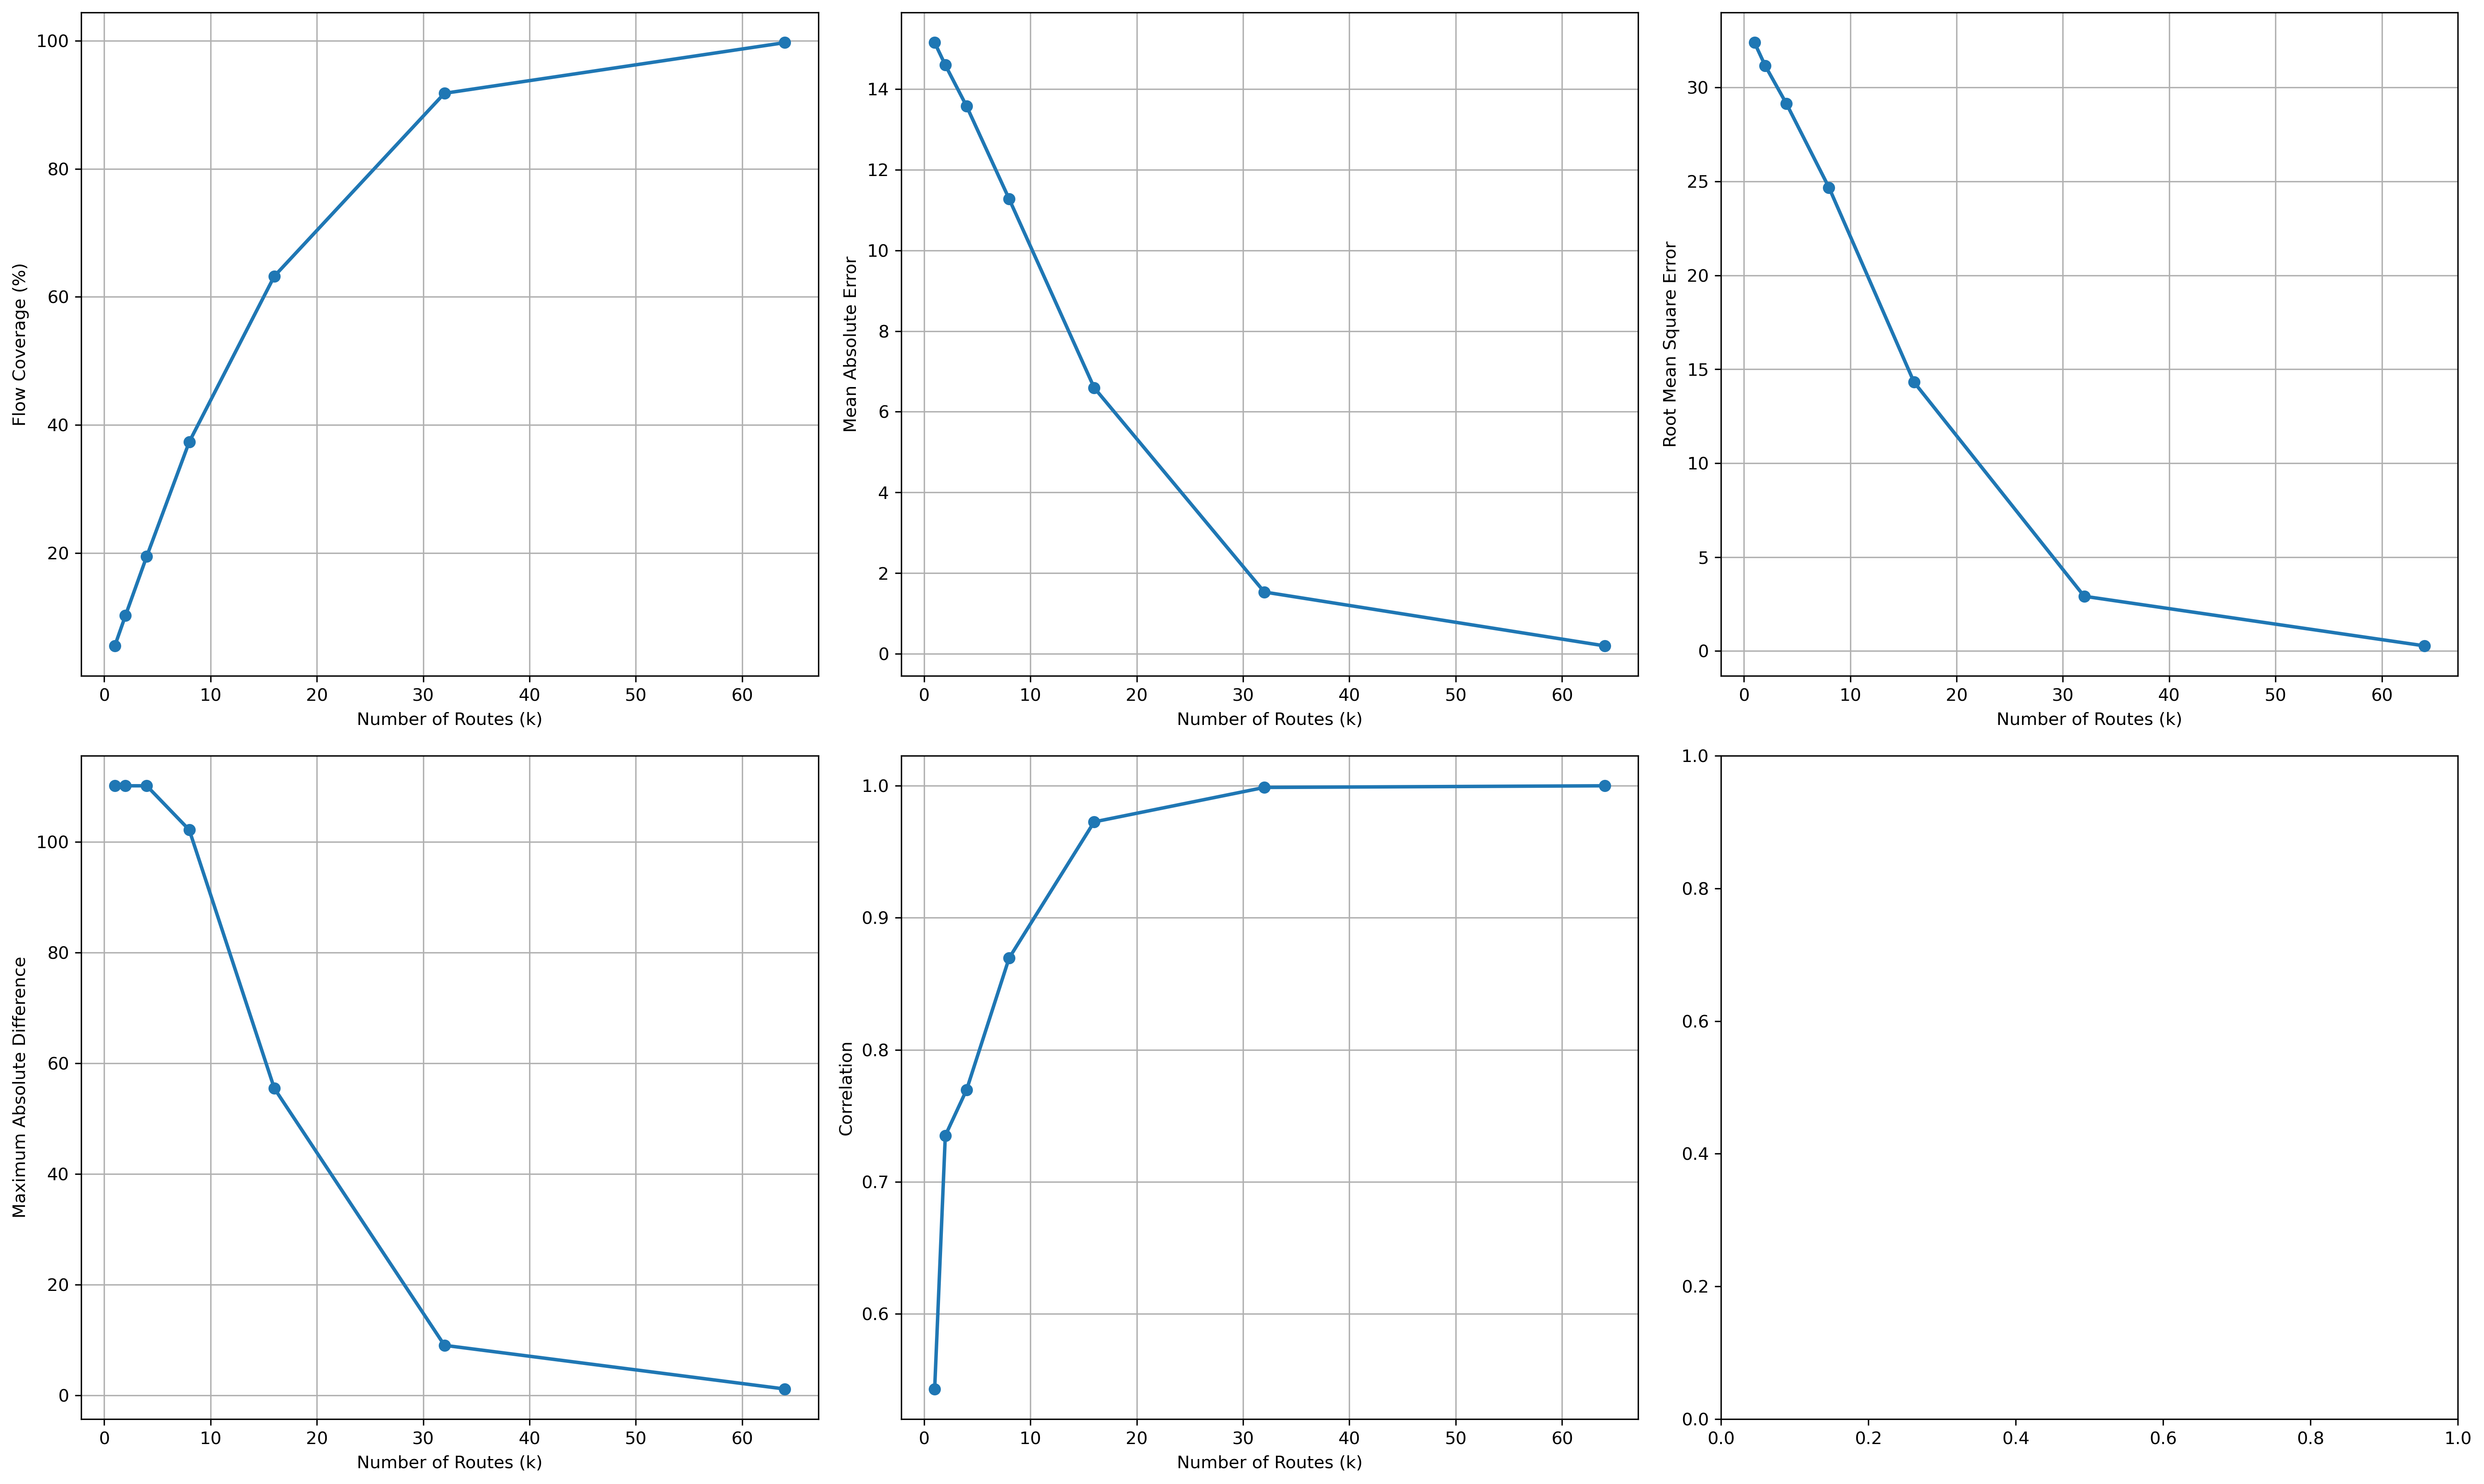 Flow Coverage (%)
100
80
60
40
20
0 10 20 30 40 50 60
Number of Routes (k)
Mean Absolute Error
14
12
10
8
6
4
2
0
0 10 20 30 40 50 60
Number of Routes (k)
Root Mean Square Error
30
25
20
15
10
5
0
0 10 20 30 40 50 60
Number of Routes (k)
Maximum Absolute Difference
100
80
60
40
20
0
0 10 20 30 40 50 60
Number of Routes (k)
Correlation
1.0
0.9
0.8
0.7
0.6
0 10 20 30 40 50 60
Number of Routes (k)
1.0
0.8
0.6
0.4
0.2
0.0
0.0 0.2 0.4 0.6 0.8 1.0